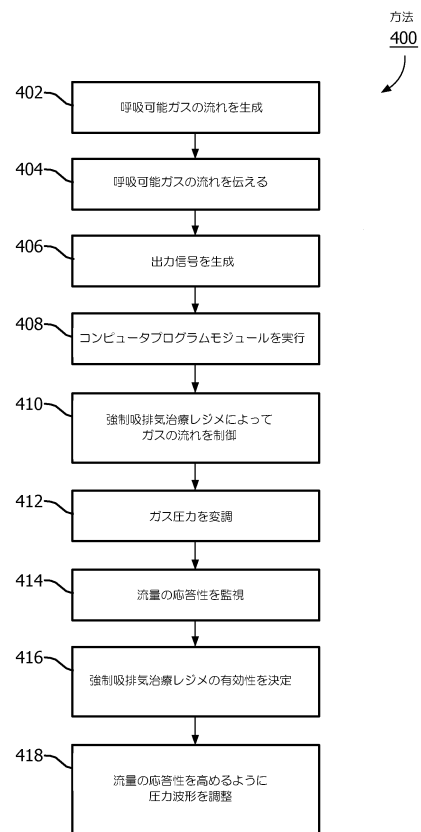 方法
400
402
呼吸可能ガスの流れを生成
404
呼吸可能ガスの流れを伝える
406
出力信号を生成
408
コンピュータプログラムモジュールを実行
410
強制吸排気治療レジメによって
ガスの流れを制御
412
ガス圧力を変調
414
流量の応答性を監視
416
強制吸排気治療レジメの有効性を決定
418
流量の応答性を高めるように
圧力波形を調整